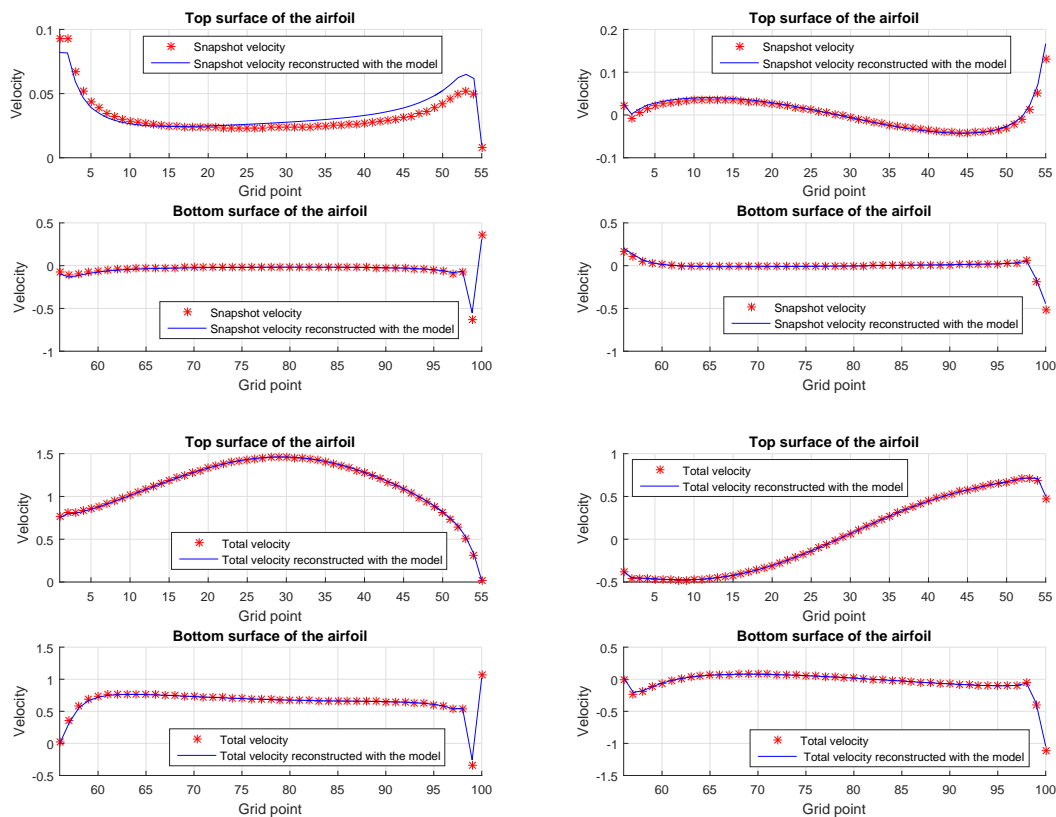 Top surface of the airfoil
0.1
0.05
0
Velocity
Snapshot velocity
Snapshot velocity reconstructed with the model
5 10 15 20 25 30 35 40 45 50 55
Grid point
Bottom surface of the airfoil
0.5
0
-0.5
-1
Velocity
Snapshot velocity
Snapshot velocity reconstructed with the model
60 65 70 75 80 85 90 95 100
Grid point
Top surface of the airfoil
0.2
0.1
0
-0.1
Velocity
Snapshot velocity
Snapshot velocity reconstructed with the model
5 10 15 20 25 30 35 40 45 50 55
Grid point
Bottom surface of the airfoil
0.5
0
-0.5
-1
Velocity
Snapshot velocity
Snapshot velocity reconstructed with the model
60 65 70 75 80 85 90 95 100
Grid point
Top surface of the airfoil
1.5
1
0.5
0
Velocity
Total velocity
Total velocity reconstructed with the model
5 10 15 20 25 30 35 40 45 50 55
Grid point
Bottom surface of the airfoil
1.5
1
0.5
0
-0.5
Velocity
Total velocity
Total velocity reconstructed with the model
60 65 70 75 80 85 90 95 100
Grid point
Top surface of the airfoil
1
0.5
0
-0.5
Velocity
Total velocity
Total velocity reconstructed with the model
5 10 15 20 25 30 35 40 45 50 55
Grid point
Bottom surface of the airfoil
0.5
0
-0.5
-1
-1.5
Velocity
Total velocity
Total velocity reconstructed with the model
60 65 70 75 80 85 90 95 100
Grid point